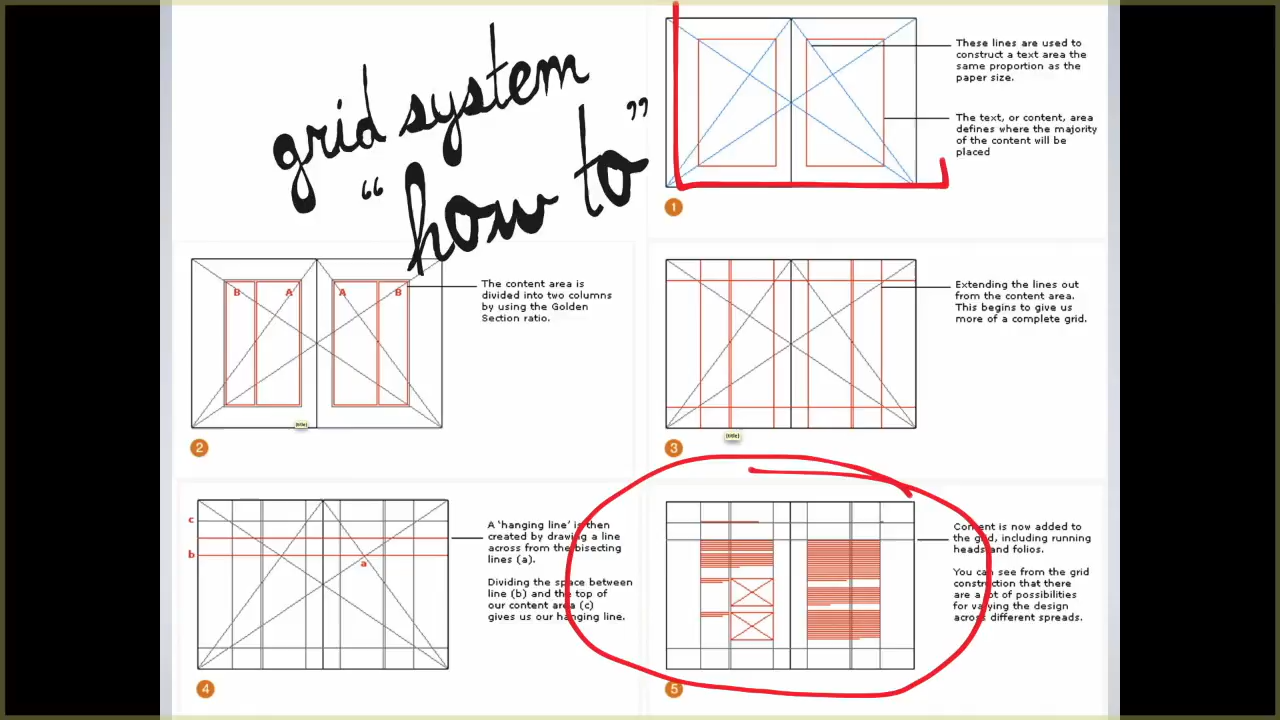 grid system
“how to”
These lines are used to
construct a text area the
same proportion as the
paper size.
The text, or content, area
defines where the majority
of the content will be
placed
1
B A A B
The content area is
divided into two columns
by using the Golden
Section ratio.
[title]
2
Extending the lines out
from the content area.
This begins to give us
more of a complete grid.
[title]
3
c
b
a
A ‘hanging line’ is then
created by drawing a line
across from the bisecting
lines (a).
Dividing the space between
line (b) and the top of
our content area (c)
gives us our hanging line.
4
Content is now added to
the grid, including running
heads and folios.
You can see from the grid
construction that there
are a lot of possibilities
for varying the design
across different spreads.
5